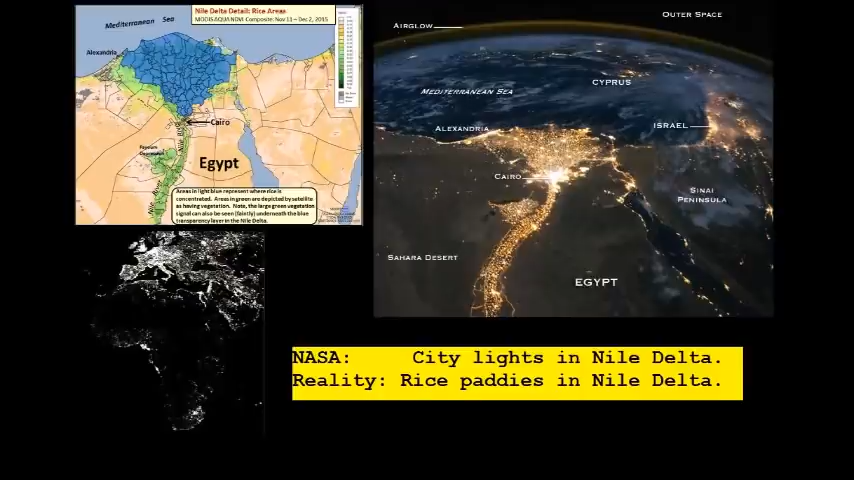 Mediterranean Sea
Nile Delta Detail: Rice Areas
MODIS AQUA NDVI Composite: Nov 11 – Dec 2, 2015
Alexandria
Cairo
Nile River
Egypt
Areas in light blue represent where rice is
concentrated. Areas in green are depicted by satellite
as having vegetation. Note, the large green vegetation
signal can also be seen (faintly) underneath the blue
transparency layer in the Nile Delta.
OUTER SPACE
AIRGLOW
CYPRUS
MEDITERRANEAN SEA
ALEXANDRIA
ISRAEL
CAIRO
SINAI
PENINSULA
SAHARA DESERT
EGYPT
NASA: City lights in Nile Delta.
Reality: Rice paddies in Nile Delta.